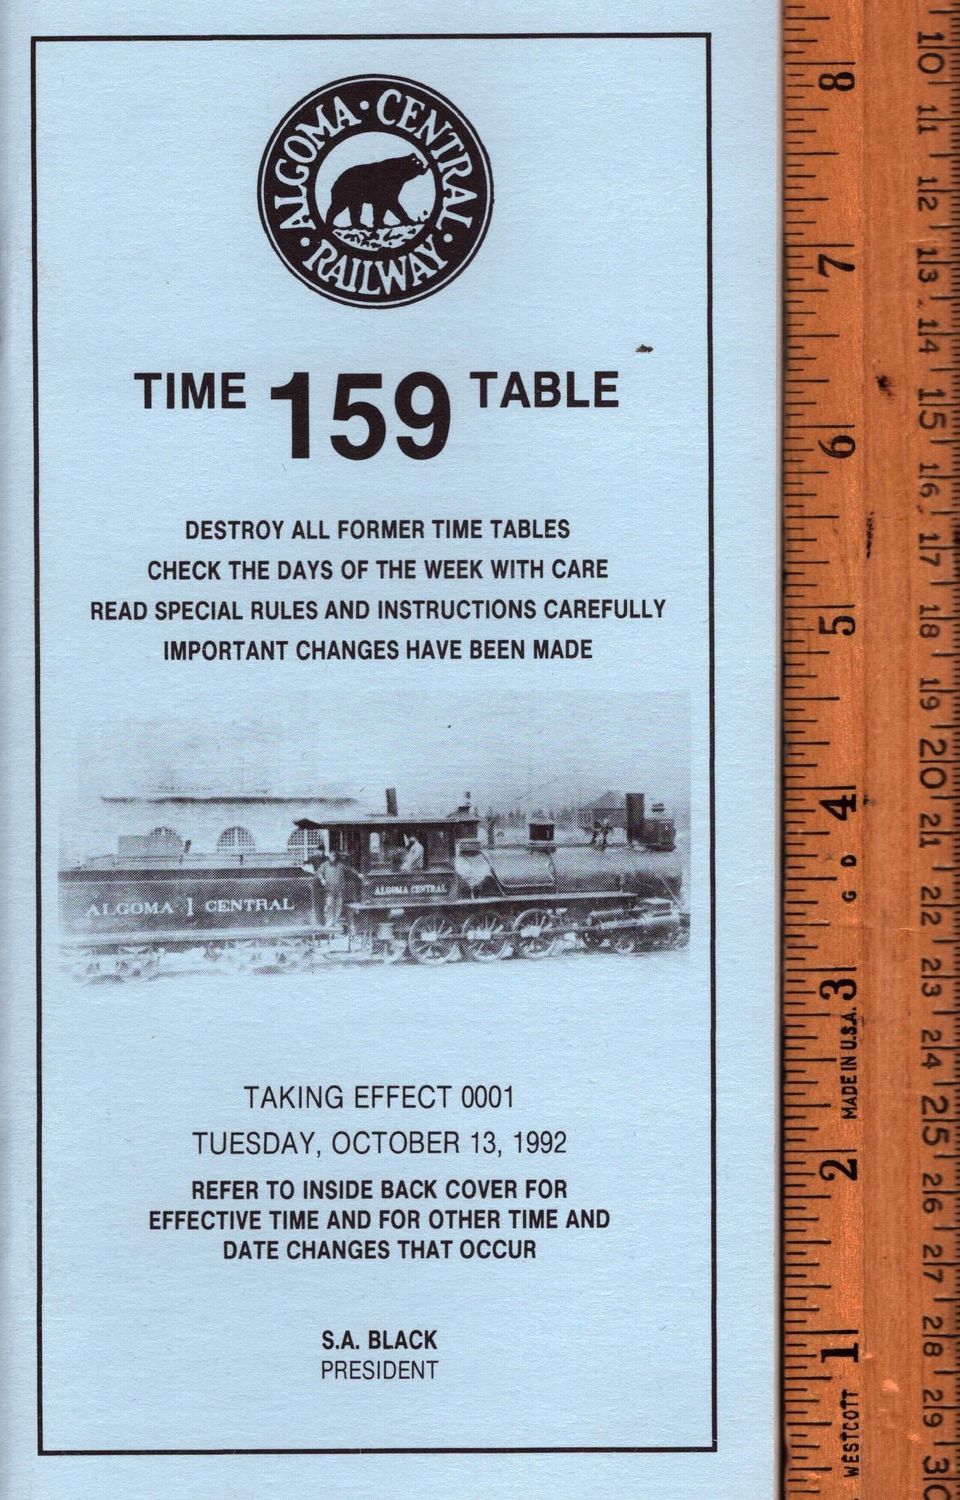 ALGOMA · CENTRAL · RAILWAY ·
TIME 159 TABLE
DESTROY ALL FORMER TIME TABLES
CHECK THE DAYS OF THE WEEK WITH CARE
READ SPECIAL RULES AND INSTRUCTIONS CAREFULLY
IMPORTANT CHANGES HAVE BEEN MADE
ALGOMA 1 CENTRAL
ALGOMA CENTRAL
TAKING EFFECT 0001
TUESDAY, OCTOBER 13, 1992
REFER TO INSIDE BACK COVER FOR
EFFECTIVE TIME AND FOR OTHER TIME AND
DATE CHANGES THAT OCCUR
S.A. BLACK
PRESIDENT
WESTCOTT 1 2 MADE IN U.S.A. 3 G D 4 5 6 7 8
10 11 12 13 14 15 16 17 18 19 20 21 22 23 24 25 26 27 28 29 30